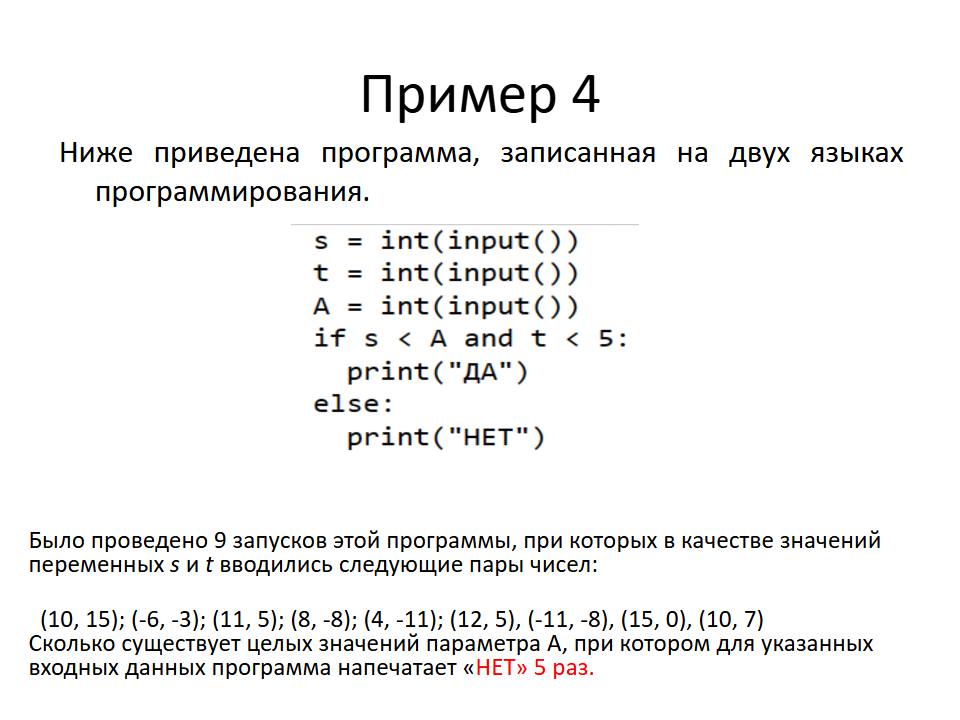 Пример 4
Ниже приведена программа, записанная на двух языках
программирования.
s = int(input())
t = int(input())
A = int(input())
if s < A and t < 5:
  print("ДА")
else:
  print("НЕТ")
Было проведено 9 запусков этой программы, при которых в качестве значений
переменных s и t вводились следующие пары чисел:
(10, 15); (-6, -3); (11, 5); (8, -8); (4, -11); (12, 5), (-11, -8), (15, 0), (10, 7)
Сколько существует целых значений параметра A, при котором для указанных
входных данных программа напечатает «НЕТ» 5 раз.